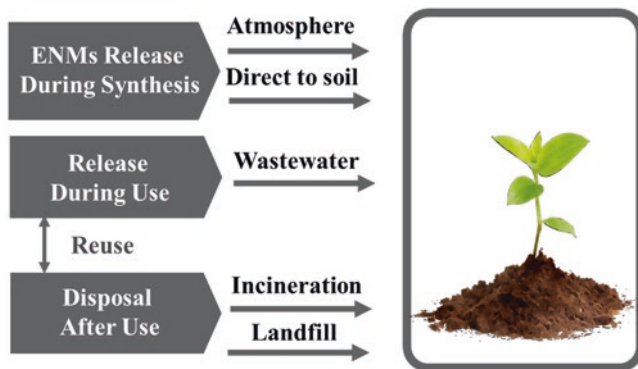 ENMs Release
During Synthesis
Atmosphere
Direct to soil
Release
During Use
Wastewater
Reuse
Disposal
After Use
Incineration
Landfill